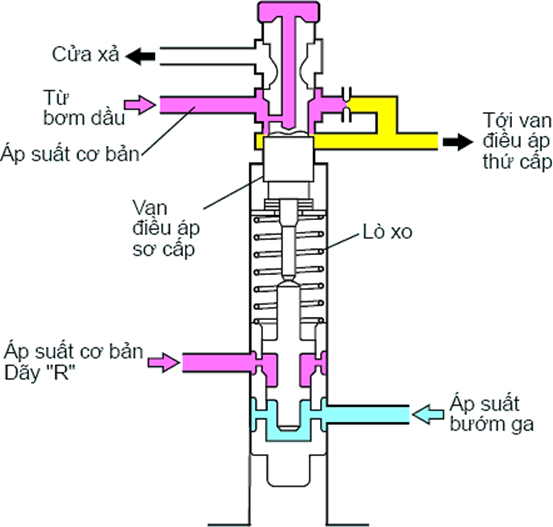 Cửa xả
Từ
bơm dầu
Áp suất cơ bản
Tới van
điều áp
thứ cấp
Van
điều áp
sơ cấp
Lò xo
Áp suất cơ bản
Dãy "R"
Áp suất
bướm ga